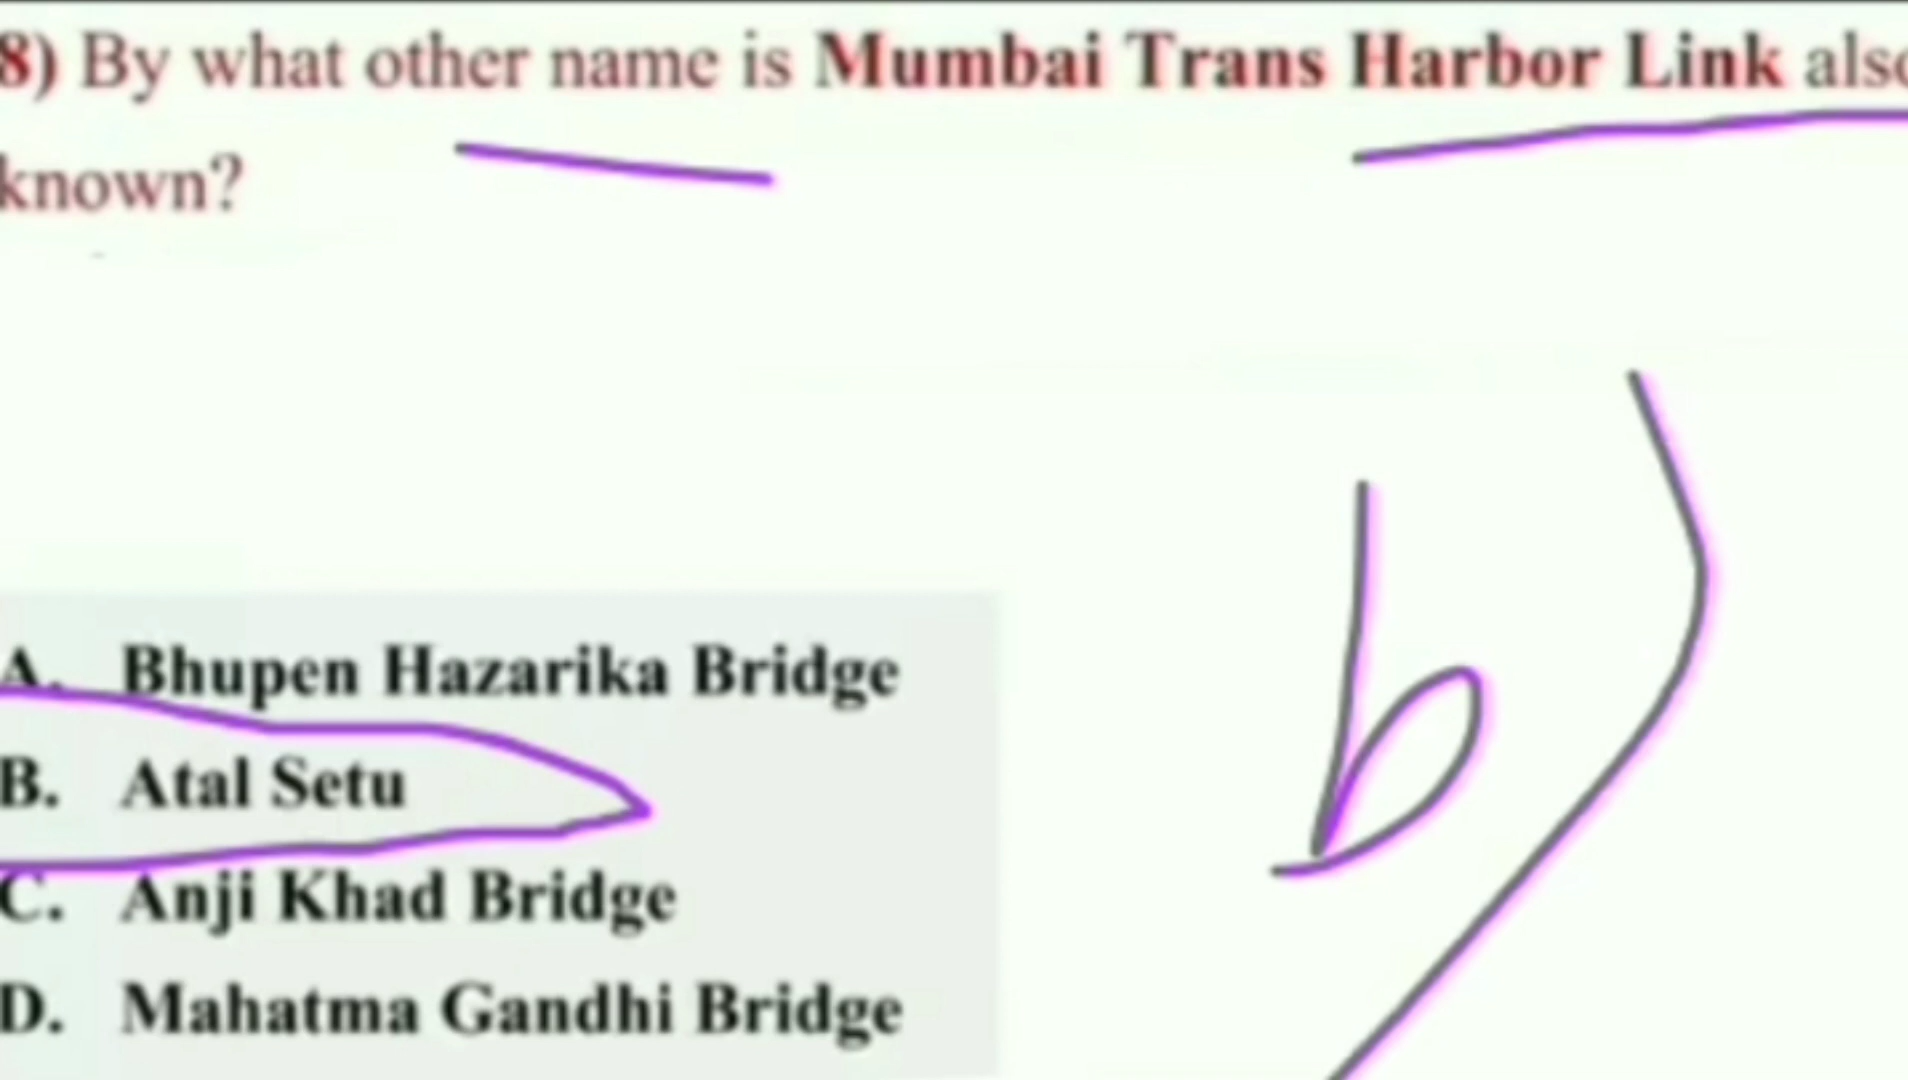 8) By what other name is Mumbai Trans Harbor Link also
known?
A. Bhupen Hazarika Bridge
B. Atal Setu
C. Anji Khad Bridge
D. Mahatma Gandhi Bridge
b)